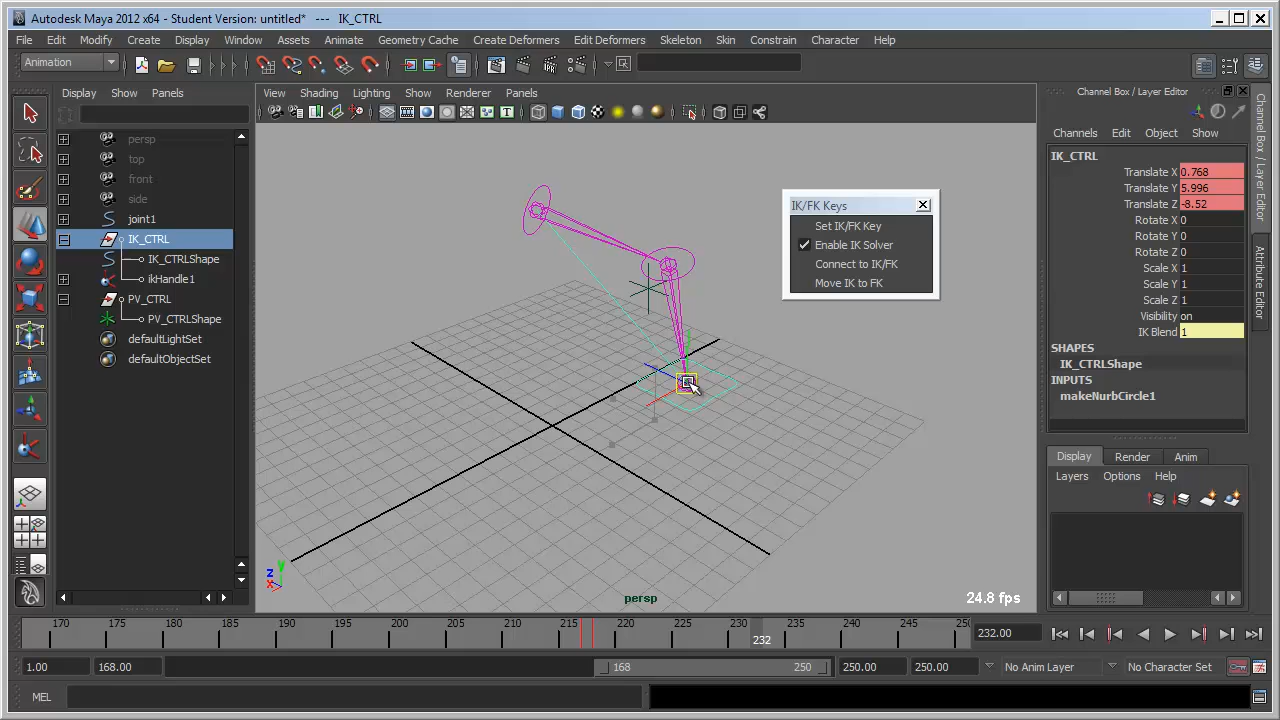 Autodesk Maya 2012 x64 - Student Version: untitled* --- IK_CTRL
File Edit Modify Create Display Window Assets Animate Geometry Cache Create Deformers Edit Deformers Skeleton Skin Constrain Character Help
Animation
Display Show Panels
View Shading Lighting Show Renderer Panels
Channel Box / Layer Editor
Channels Edit Object Show
persp
top
front
side
joint1
IK_CTRL
IK_CTRLShape
ikHandle1
PV_CTRL
PV_CTRLShape
defaultLightSet
defaultObjectSet
IK/FK Keys
Set IK/FK Key
Enable IK Solver
Connect to IK/FK
Move IK to FK
y
z
x
persp
24.8 fps
IK_CTRL
Translate X 0.768
Translate Y 5.996
Translate Z -8.52
Rotate X 0
Rotate Y 0
Rotate Z 0
Scale X 1
Scale Y 1
Scale Z 1
Visibility on
IK Blend 1
SHAPES
IK_CTRLShape
INPUTS
makeNurbCircle1
Channel Box / Layer Editor
Attribute Editor
Display Render Anim
Layers Options Help
170 175 180 185 190 195 200 205 210 215 220 225 230 235 240 245 250
232
232.00
1.00 168.00 168 250 250.00 250.00 No Anim Layer No Character Set
MEL